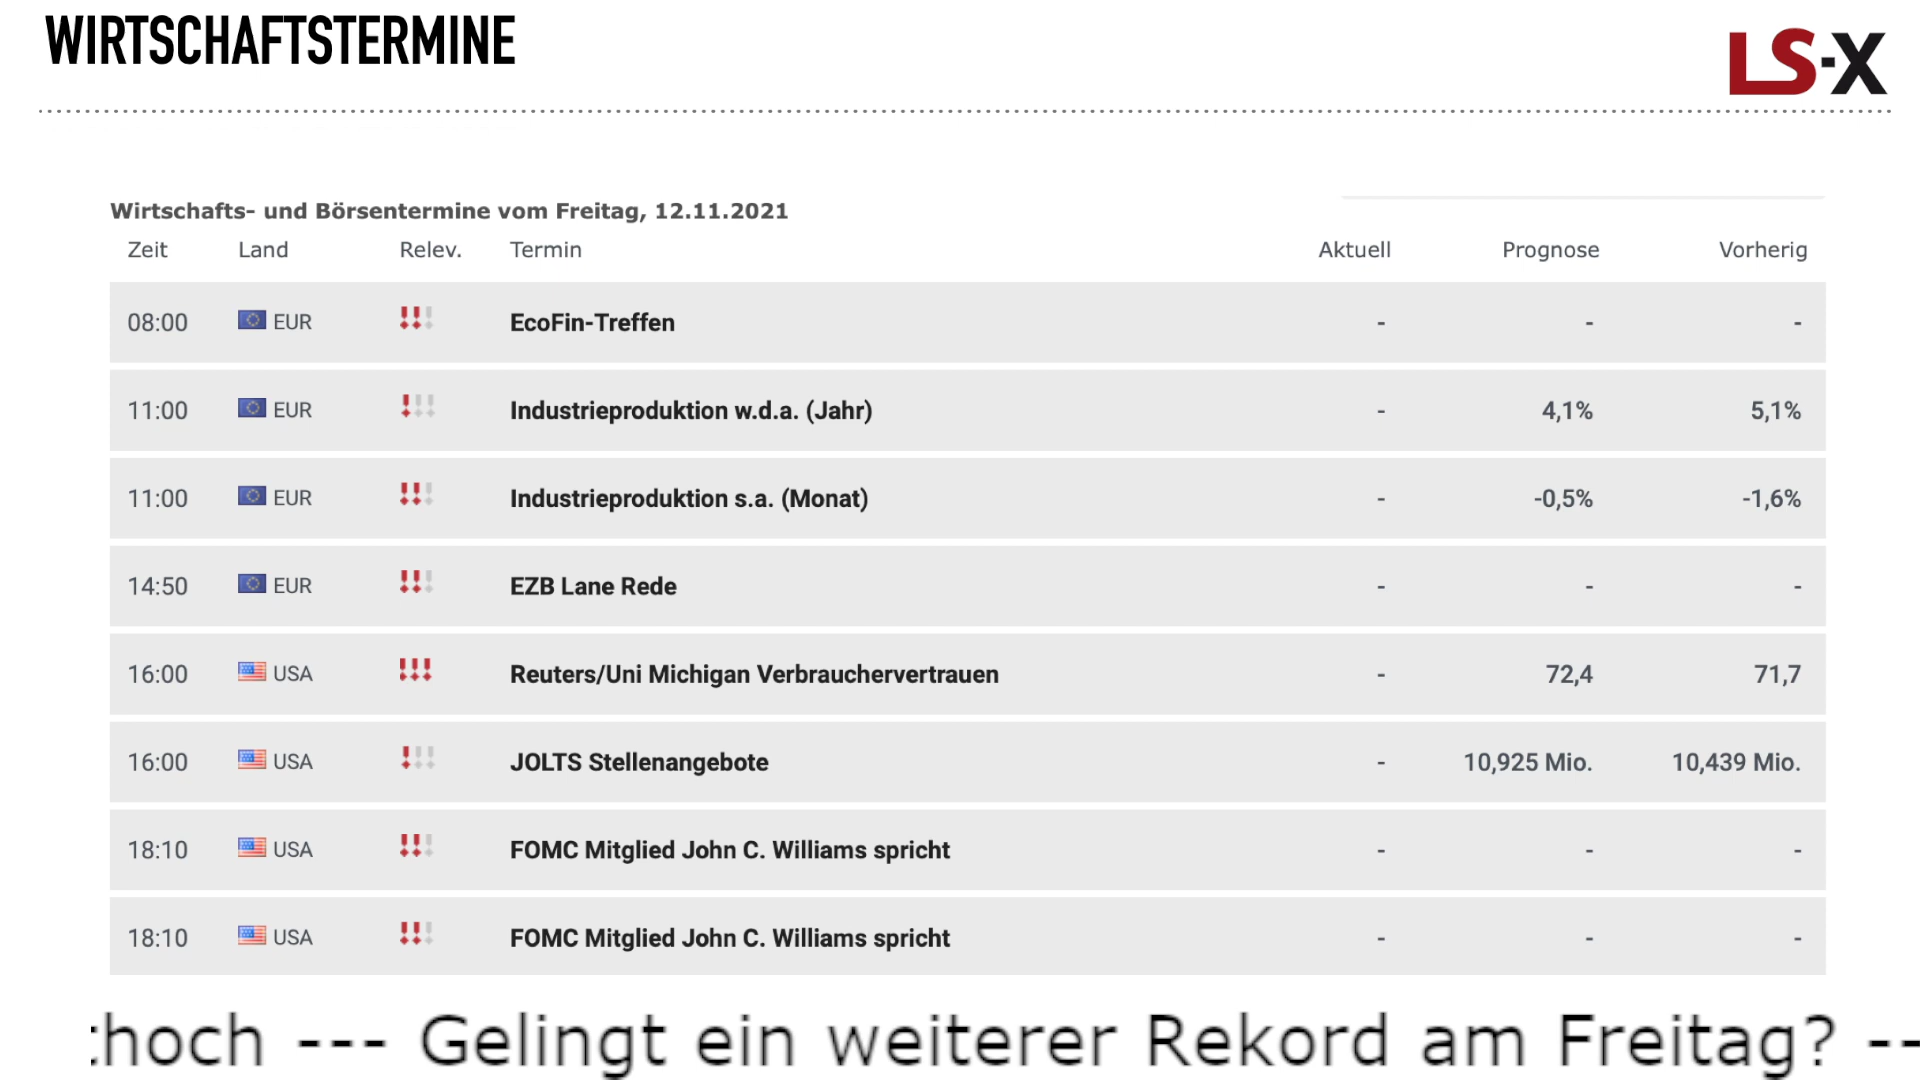 WIRTSCHAFTSTERMINE
LS-X
Wirtschafts- und Börsentermine vom Freitag, 12.11.2021
Zeit Land Relev. Termin Aktuell Prognose Vorherig
08:00 EUR EcoFin-Treffen - - -
11:00 EUR Industrieproduktion w.d.a. (Jahr) - 4,1% 5,1%
11:00 EUR Industrieproduktion s.a. (Monat) - -0,5% -1,6%
14:50 EUR EZB Lane Rede - - -
16:00 USA Reuters/Uni Michigan Verbrauchervertrauen - 72,4 71,7
16:00 USA JOLTS Stellenangebote - 10,925 Mio. 10,439 Mio.
18:10 USA FOMC Mitglied John C. Williams spricht - - -
18:10 USA FOMC Mitglied John C. Williams spricht - - -
hoch --- Gelingt ein weiterer Rekord am Freitag? --